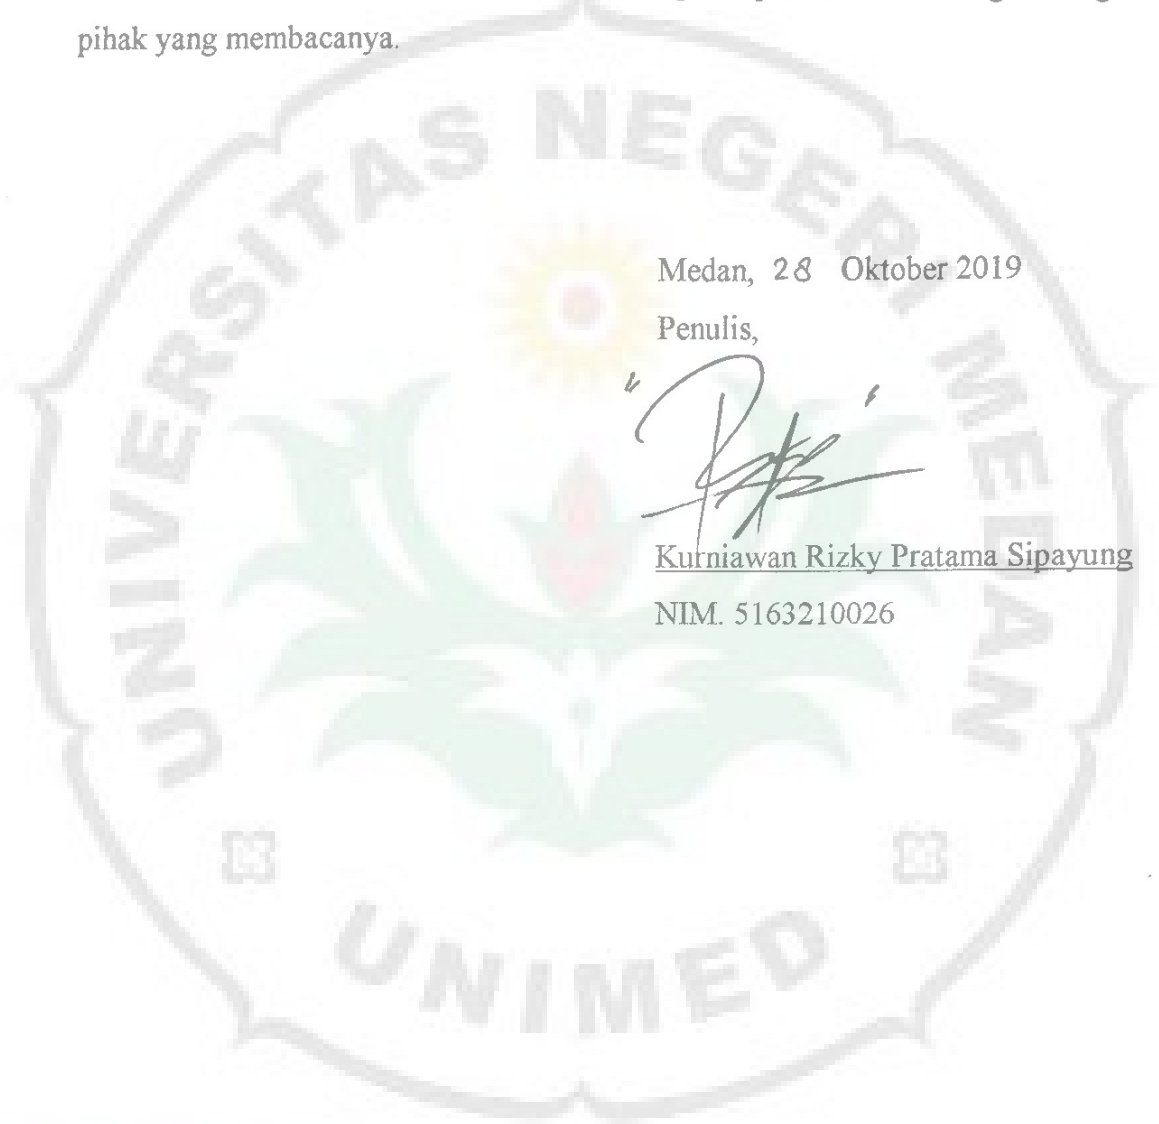 pihak yang membacanya.
UNIVERSITAS NEGERI MEDAN
Medan, 28 Oktober 2019
Penulis,
Kurniawan Rizky Pratama Sipayung
NIM. 5163210026
UNIMED